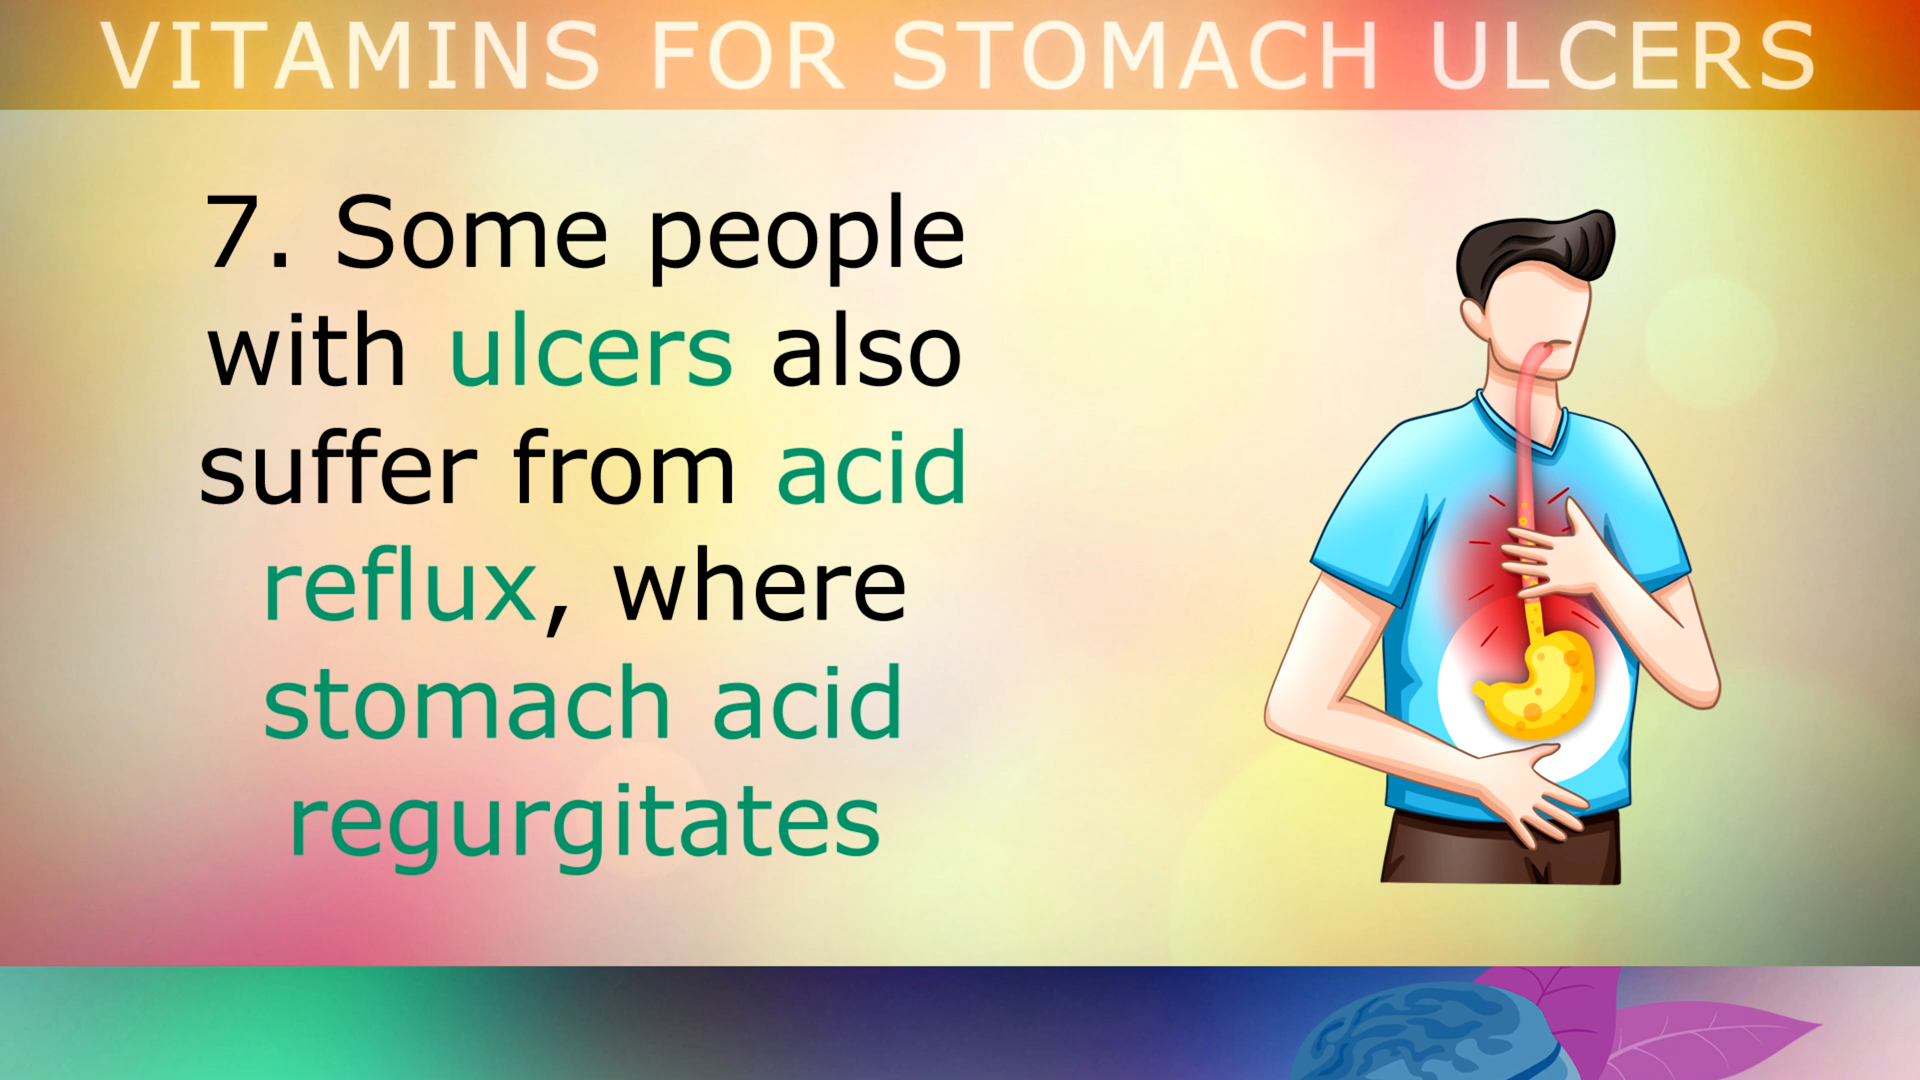 VITAMINS FOR STOMACH ULCERS
7. Some people
with ulcers also
suffer from acid
reflux, where
stomach acid
regurgitates